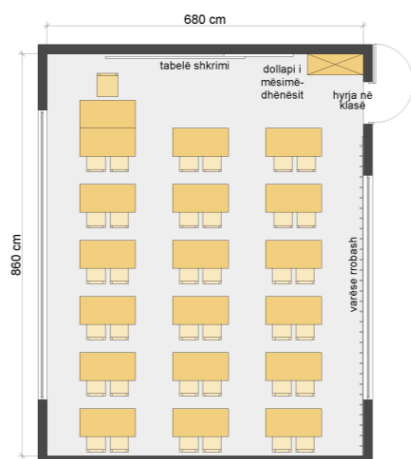 680 cm
tabelë shkrimi
dollapi i
mësimë-
dhënësit
hyrja në
klasë
860 cm
varëse rrobash